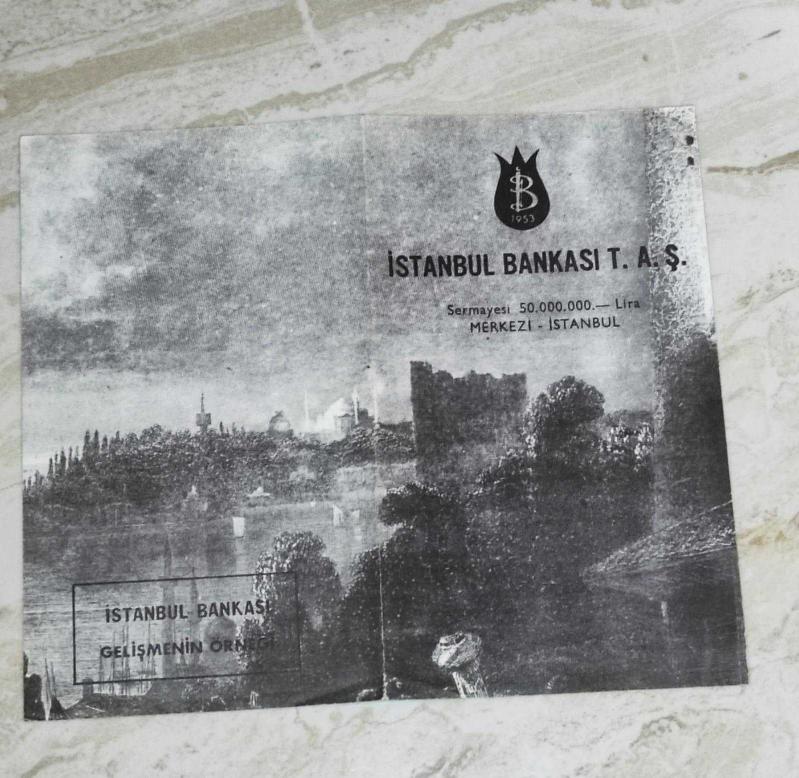 B
1953
İSTANBUL BANKASI T. A. Ş.
Sermayesi 50.000.000.— Lira
MERKEZİ - İSTANBUL
İSTANBUL BANKASI
GELİŞMENİN ÖRNEĞİ